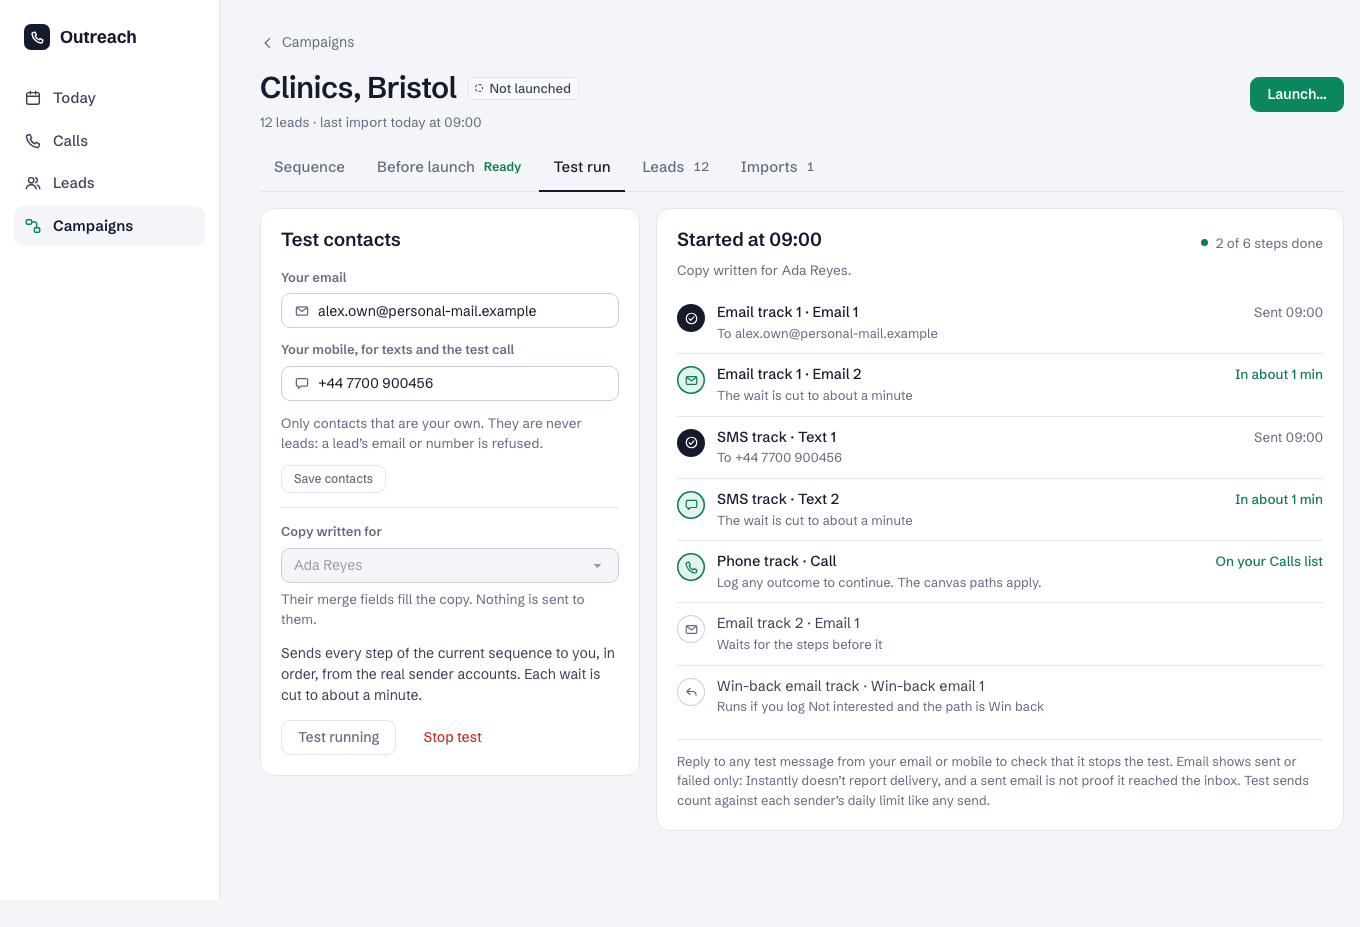 Outreach
Today
Calls
Leads
Campaigns
Campaigns
Clinics, Bristol
Not launched
Launch...
12 leads · last import today at 09:00
Sequence
Before launch Ready
Test run
Leads 12
Imports 1
Test contacts
Your email
alex.own@personal-mail.example
Your mobile, for texts and the test call
+44 7700 900456
Only contacts that are your own. They are never
leads: a lead's email or number is refused.
Save contacts
Copy written for
Ada Reyes
Their merge fields fill the copy. Nothing is sent to
them.
Sends every step of the current sequence to you, in
order, from the real sender accounts. Each wait is
cut to about a minute.
Test running
Stop test
Started at 09:00
2 of 6 steps done
Copy written for Ada Reyes.
Email track 1 · Email 1
Sent 09:00
To alex.own@personal-mail.example
Email track 1 · Email 2
In about 1 min
The wait is cut to about a minute
SMS track · Text 1
Sent 09:00
To +44 7700 900456
SMS track · Text 2
In about 1 min
The wait is cut to about a minute
Phone track · Call
On your Calls list
Log any outcome to continue. The canvas paths apply.
Email track 2 · Email 1
Waits for the steps before it
Win-back email track · Win-back email 1
Runs if you log Not interested and the path is Win back
Reply to any test message from your email or mobile to check that it stops the test. Email shows sent or
failed only: Instantly doesn't report delivery, and a sent email is not proof it reached the inbox. Test sends
count against each sender's daily limit like any send.